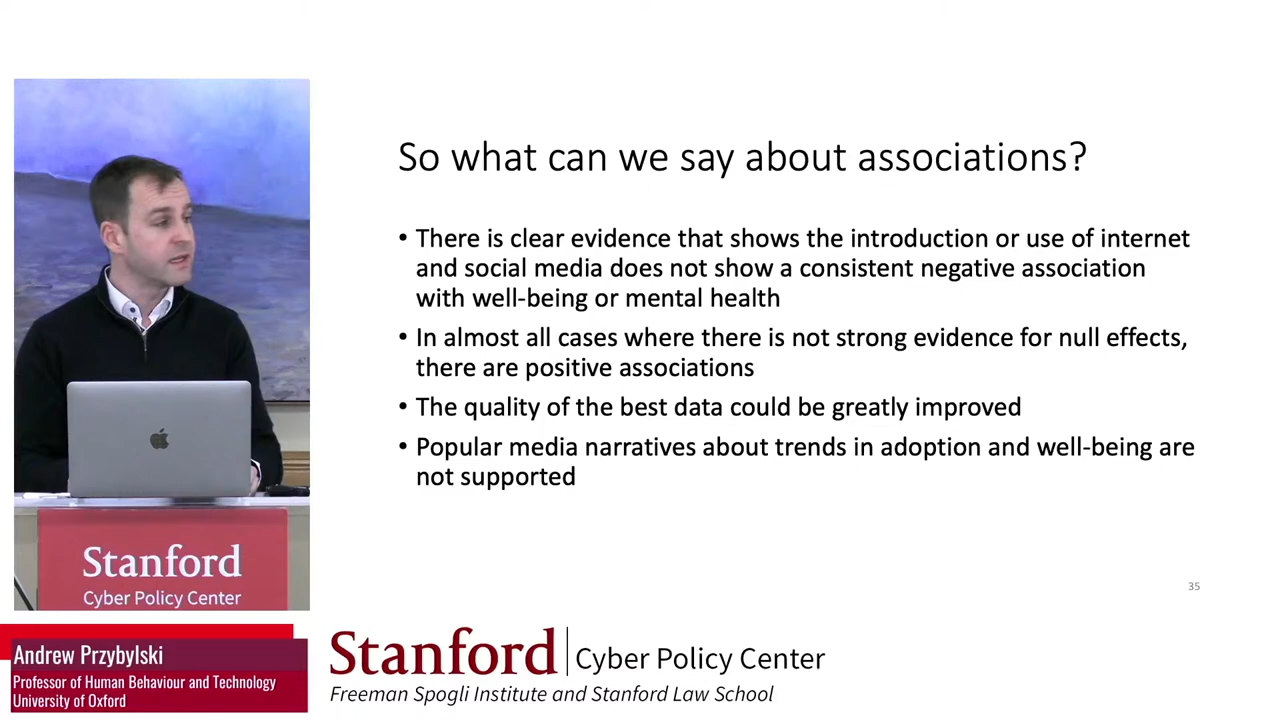 So what can we say about associations?
• There is clear evidence that shows the introduction or use of internet
and social media does not show a consistent negative association
with well-being or mental health
• In almost all cases where there is not strong evidence for null effects,
there are positive associations
• The quality of the best data could be greatly improved
• Popular media narratives about trends in adoption and well-being are
not supported
35
Stanford
Cyber Policy Center
Andrew Przybylski
Professor of Human Behaviour and Technology
University of Oxford
Stanford | Cyber Policy Center
Freeman Spogli Institute and Stanford Law School